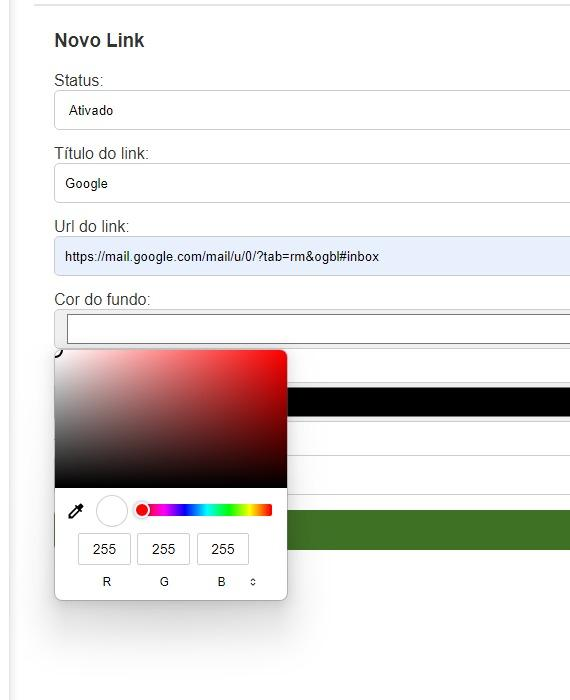 Novo Link
Status:
Ativado
Título do link:
Google
Url do link:
https://mail.google.com/mail/u/0/?tab=rm&ogbl#inbox
Cor do fundo:
255 255 255
R G B